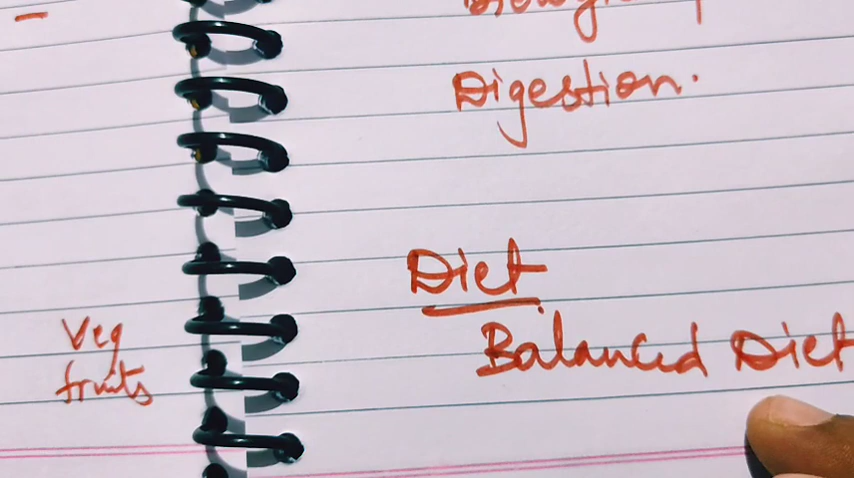 Digestion.
Diet
Balanced Diet
Veg
fruits